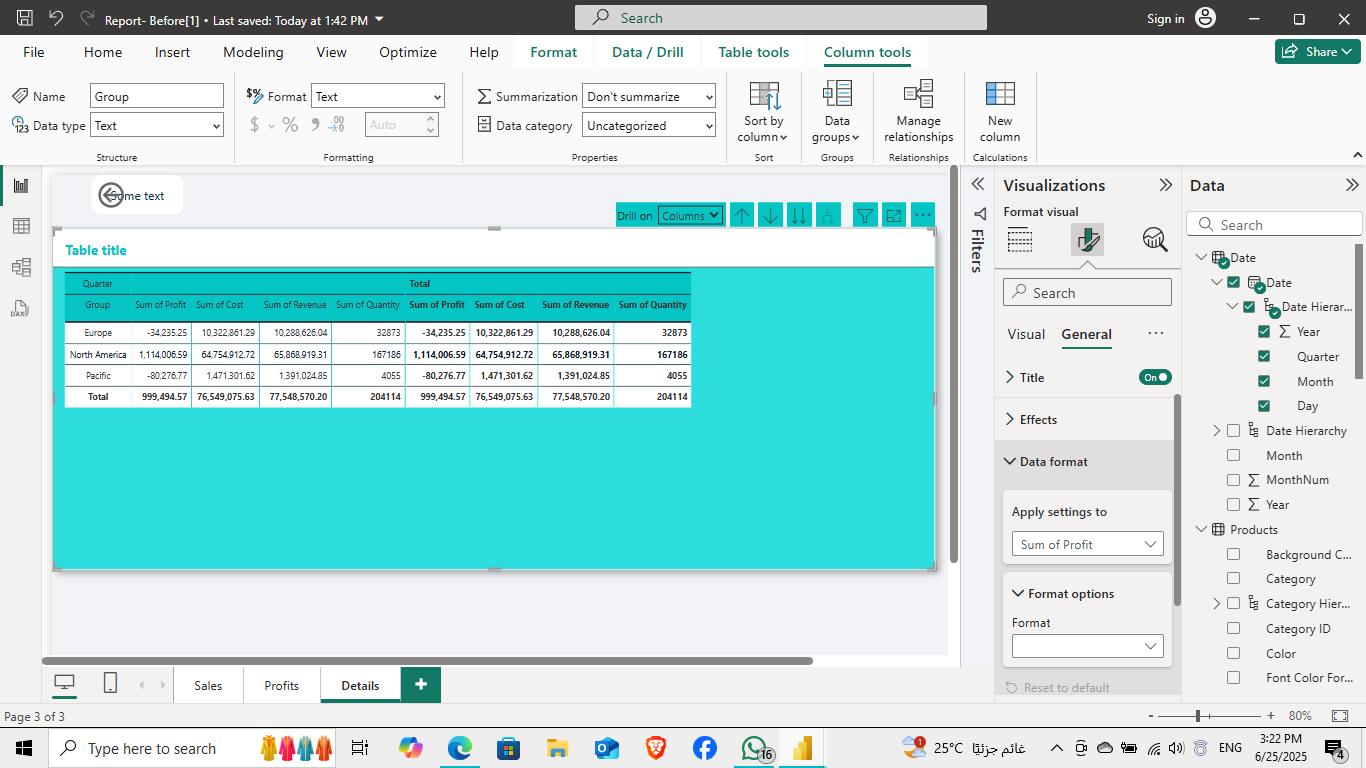 Report- Before[1] • Last saved: Today at 1:42 PM
Search
Sign in
File Home Insert Modeling View Optimize Help Format Data / Drill Table tools Column tools
Share
Name Group
Data type Text
Structure
Format Text
$ % 9 .00
Auto
Formatting
Summarization Don't summarize
Data category Uncategorized
Properties
Sort by column
Sort
Data groups
Groups
Manage relationships
Relationships
New column
Calculations
Some text
Drill on Columns
Table title
Quarter Total
Group Sum of Profit Sum of Cost Sum of Revenue Sum of Quantity Sum of Profit Sum of Cost Sum of Revenue Sum of Quantity
Europe -34,235.25 10,322,861.29 10,288,626.04 32873 -34,235.25 10,322,861.29 10,288,626.04 32873
North America 1,114,006.59 64,754,912.72 65,868,919.31 167186 1,114,006.59 64,754,912.72 65,868,919.31 167186
Pacific -80,276.77 1,471,301.62 1,391,024.85 4055 -80,276.77 1,471,301.62 1,391,024.85 4055
Total 999,494.57 76,549,075.63 77,548,570.20 204114 999,494.57 76,549,075.63 77,548,570.20 204114
Filters
Visualizations
Format visual
Search
Visual General ...
Title On
Effects
Data format
Apply settings to
Sum of Profit
Format options
Format
Reset to default
Data
Search
Date
Date
Date Hierar...
Year
Quarter
Month
Day
Date Hierarchy
Month
MonthNum
Year
Products
Background C...
Category
Category Hier...
Category ID
Color
Font Color For...
Sales Profits Details +
Page 3 of 3
- + 80%
Type here to search
16
1
25°C غائم جزئيًا
ENG
3:22 PM
6/25/2025
4